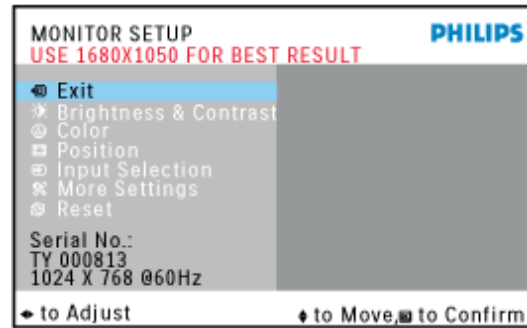 MONITOR SETUP
PHILIPS
USE 1680X1050 FOR BEST RESULT
Exit
Brightness & Contrast
Color
Position
Input Selection
More Settings
Reset
Serial No.:
TY 000813
1024 X 768 @60Hz
to Adjust
to Move, to Confirm